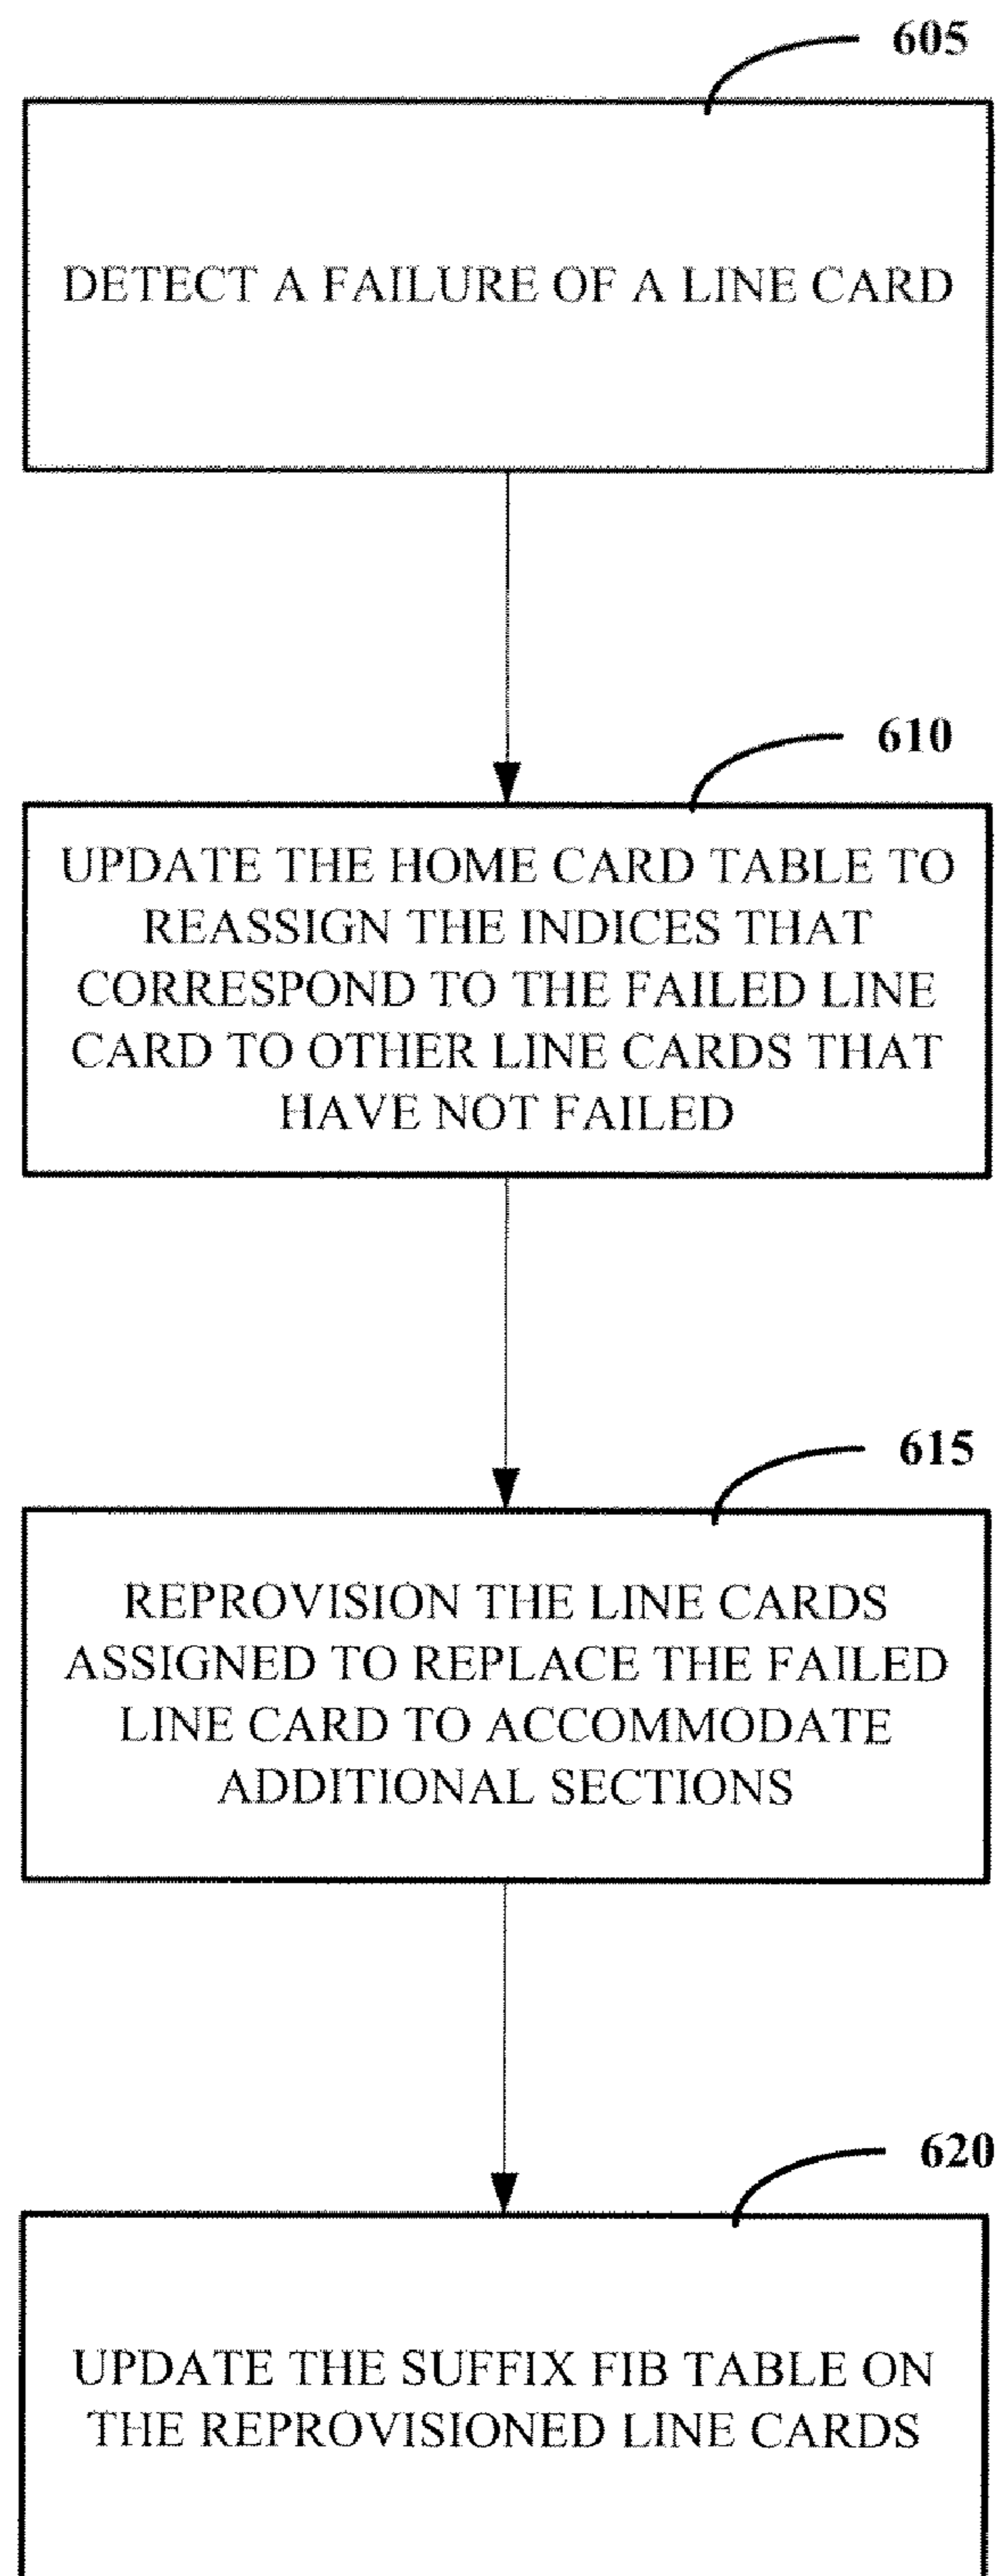 605
DETECT A FAILURE OF A LINE CARD
610
UPDATE THE HOME CARD TABLE TO
REASSIGN THE INDICES THAT
CORRESPOND TO THE FAILED LINE
CARD TO OTHER LINE CARDS THAT
HAVE NOT FAILED
615
REPROVISION THE LINE CARDS
ASSIGNED TO REPLACE THE FAILED
LINE CARD TO ACCOMMODATE
ADDITIONAL SECTIONS
620
UPDATE THE SUFFIX FIB TABLE ON
THE REPROVISIONED LINE CARDS